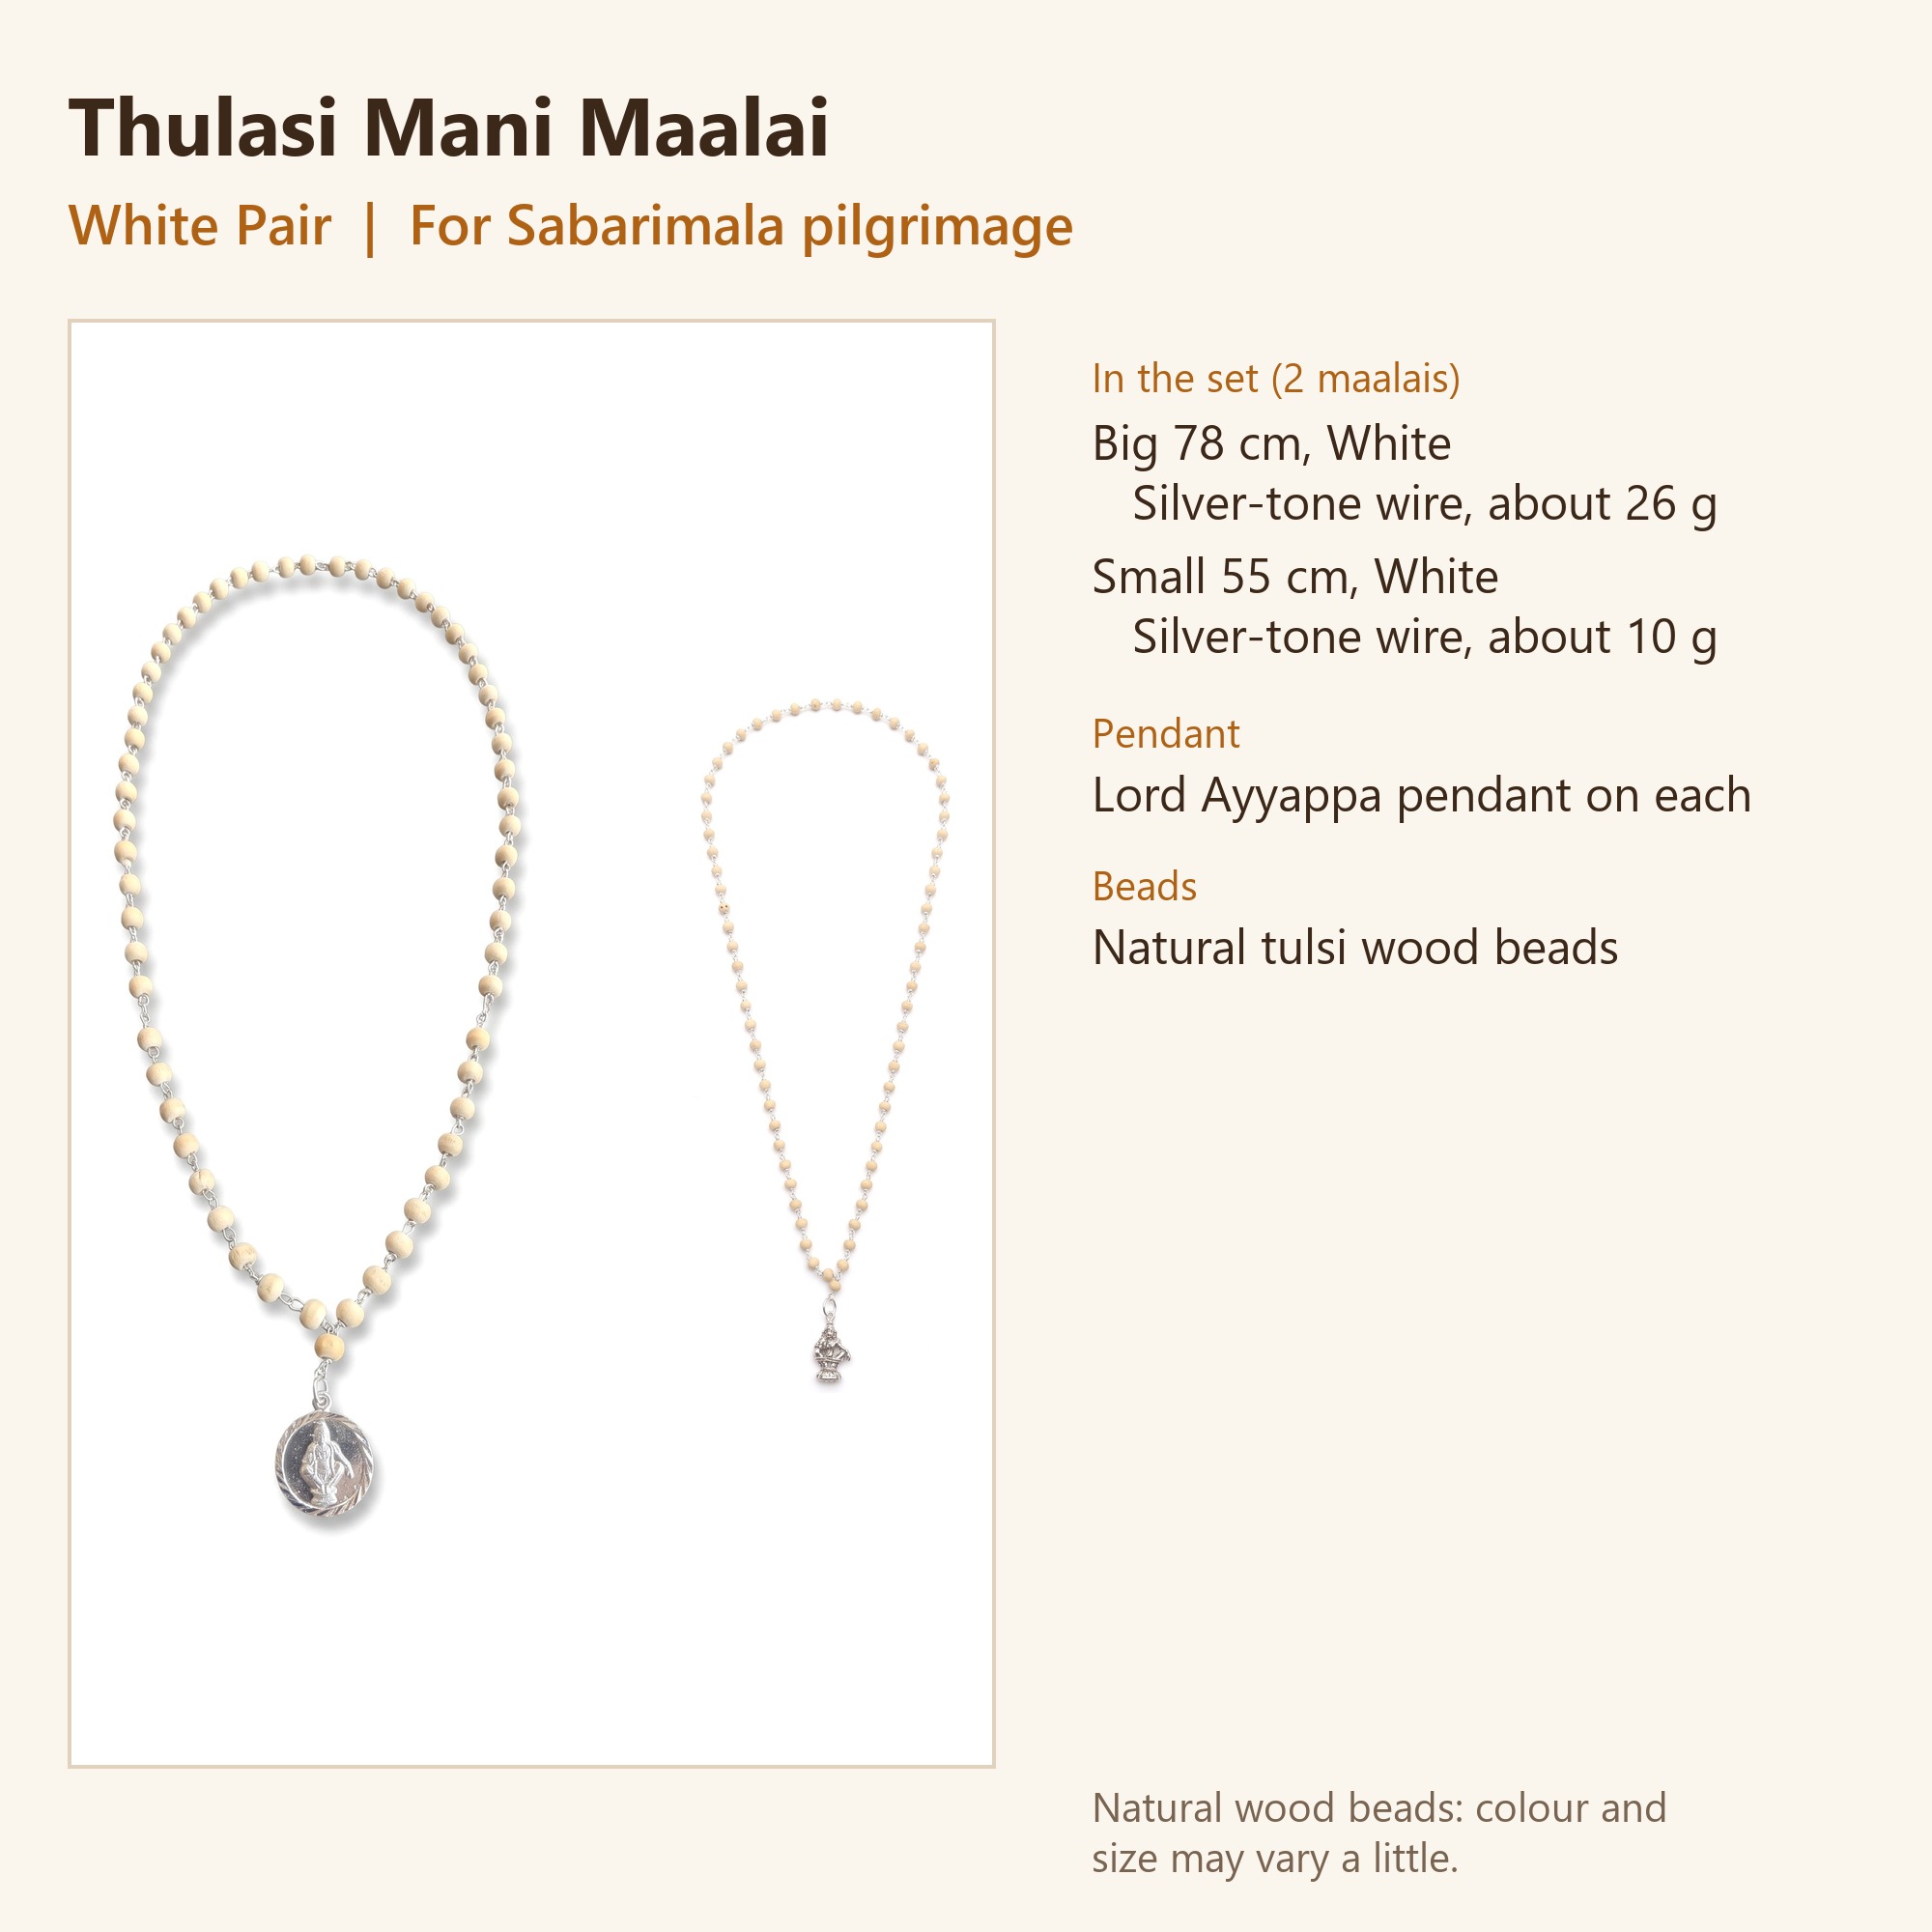 Thulasi Mani Maalai
White Pair | For Sabarimala pilgrimage
In the set (2 maalais)
Big 78 cm, White
Silver-tone wire, about 26 g
Small 55 cm, White
Silver-tone wire, about 10 g
Pendant
Lord Ayyappa pendant on each
Beads
Natural tulsi wood beads
Natural wood beads: colour and
size may vary a little.